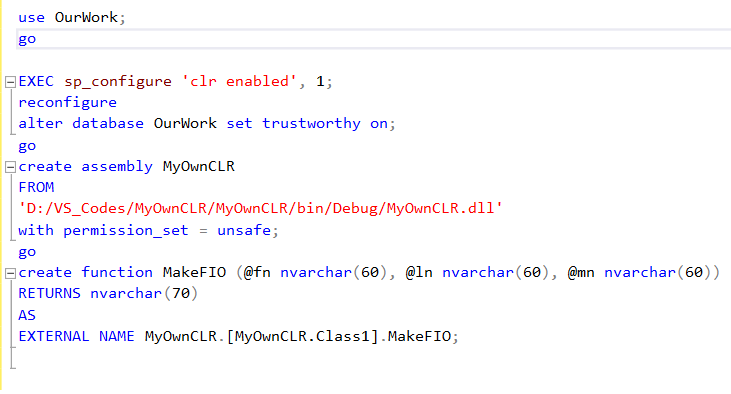 use OurWork;
go
EXEC sp_configure 'clr enabled', 1;
reconfigure
alter database OurWork set trustworthy on;
go
create assembly MyOwnCLR
FROM
'D:/VS_Codes/MyOwnCLR/MyOwnCLR/bin/Debug/MyOwnCLR.dll'
with permission_set = unsafe;
go
create function MakeFIO (@fn nvarchar(60), @ln nvarchar(60), @mn nvarchar(60))
RETURNS nvarchar(70)
AS
EXTERNAL NAME MyOwnCLR.[MyOwnCLR.Class1].MakeFIO;